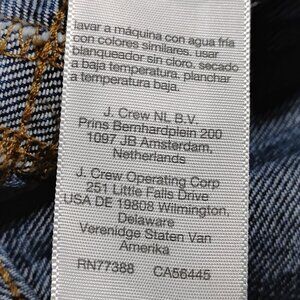 lavar a máquina con agua fría
con colores similares. usar
blanqueador sin cloro. secado
a baja temperatura. planchar
a temperatura baja.
J. Crew NL B.V.
Prins Bernhardplein 200
1097 JB Amsterdam,
Netherlands
J. Crew Operating Corp
251 Little Falls Drive
USA DE 19808 Wilmington,
Delaware
Verenidge Staten Van
Amerika
RN77388 CA56445